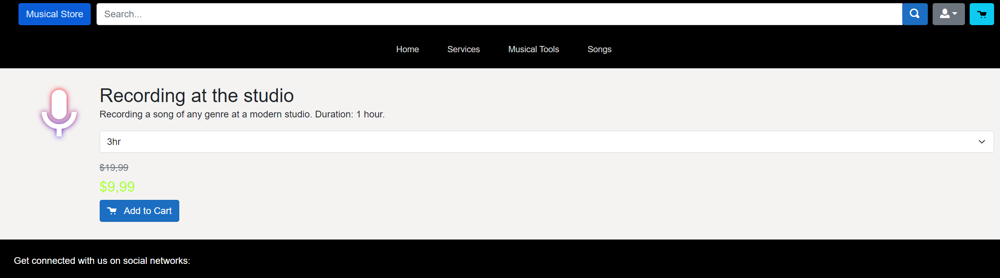 Musical Store
Search...
Home Services Musical Tools Songs
Recording at the studio
Recording a song of any genre at a modern studio. Duration: 1 hour.
3hr
$19,99
$9,99
Add to Cart
Get connected with us on social networks: